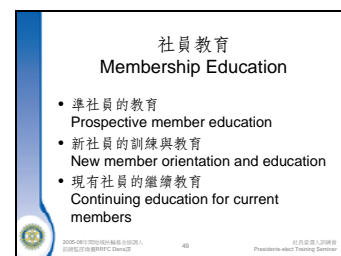 社員教育
Membership Education
• 準社員的教育
Prospective member education
• 新社員的訓練與教育
New member orientation and education
• 現有社員的繼續教育
Continuing education for current
members
49
Presidents-elect Training Seminar